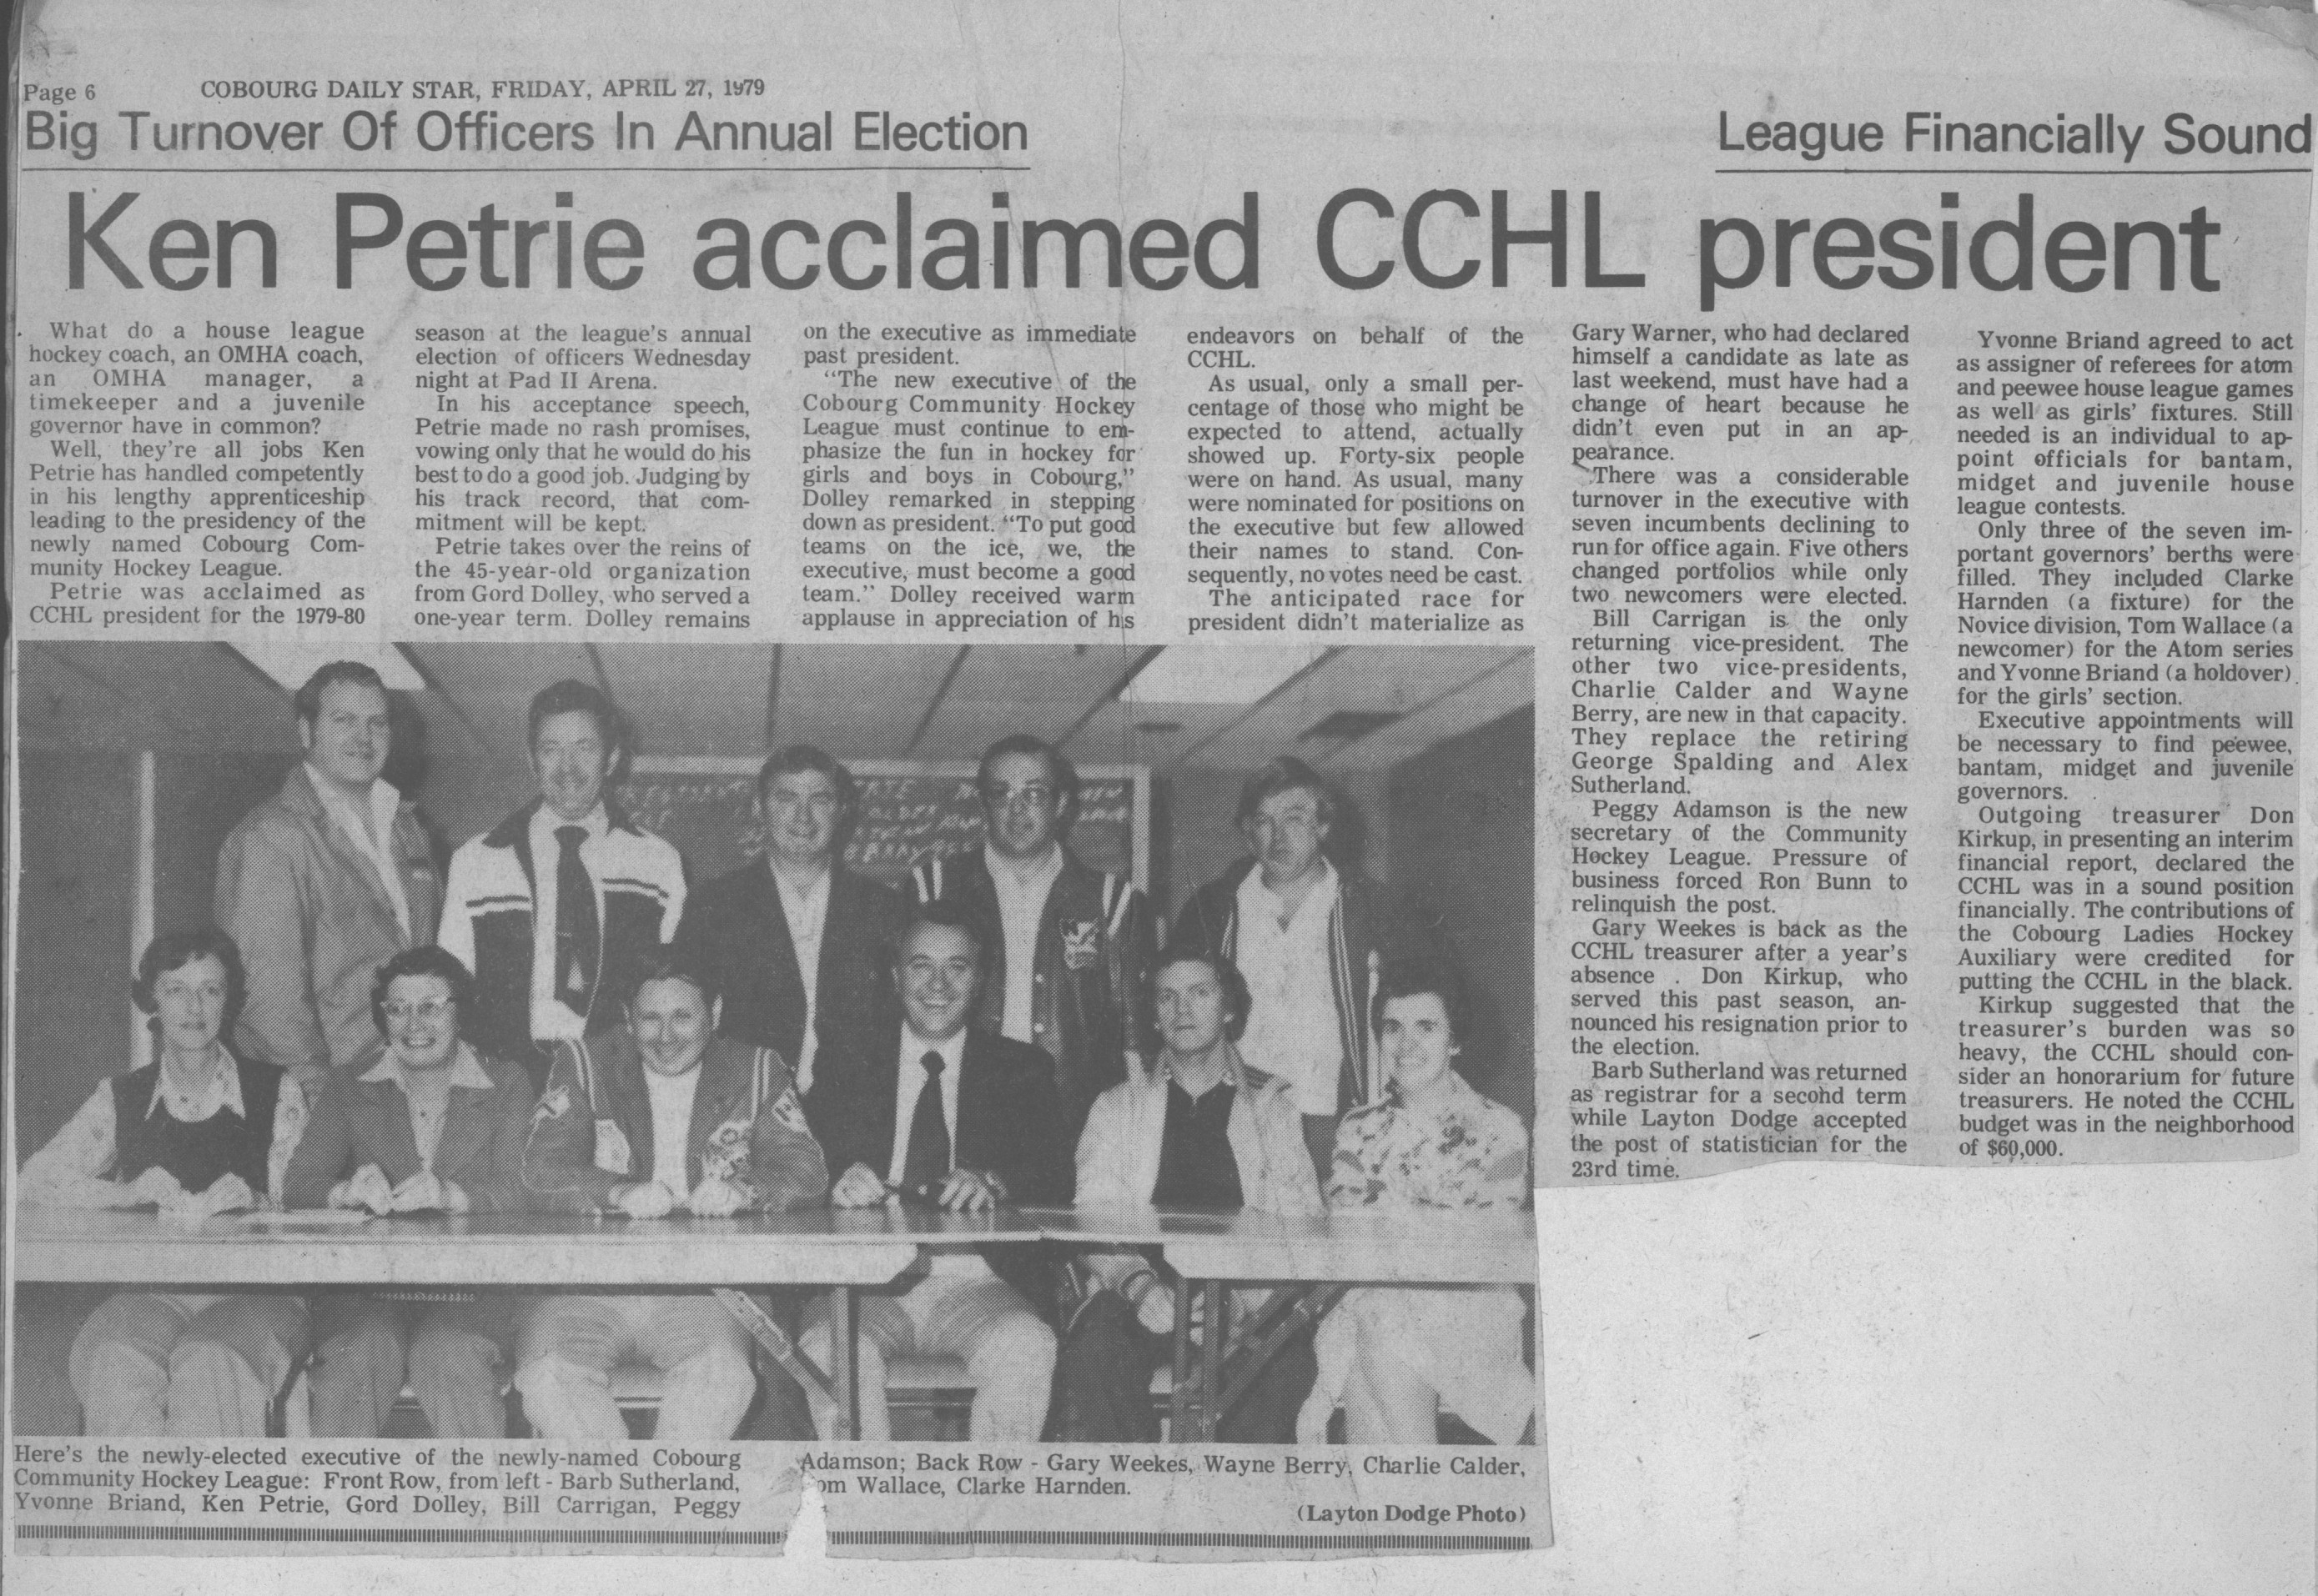 Page 6
COBOURG DAILY STAR, FRIDAY, APRIL 27, 1979
Big Turnover Of Officers In Annual Election
League Financially Sound
Ken Petrie acclaimed CCHL president
What do a house league
hockey coach, an OMHA coach,
an OMHA manager, a
timekeeper and a juvenile
governor have in common?
Well, they're all jobs Ken
Petrie has handled competently
in his lengthy apprenticeship
leading to the presidency of the
newly named Cobourg Com-
munity Hockey League.
Petrie was acclaimed as
CCHL president for the 1979-80
season at the league's annual
election of officers Wednesday
night at Pad II Arena.
In his acceptance speech,
Petrie made no rash promises,
vowing only that he would do his
best to do a good job. Judging by
his track record, that com-
mitment will be kept.
Petrie takes over the reins of
the 45-year-old organization
from Gord Dolley, who served a
one-year term. Dolley remains
on the executive as immediate
past president.
"The new executive of the
Cobourg Community Hockey
League must continue to em-
phasize the fun in hockey for
girls and boys in Cobourg,"
Dolley remarked in stepping
down as president. "To put good
teams on the ice, we, the
executive, must become a good
team." Dolley received warm
applause in appreciation of his
endeavors on behalf of the
CCHL.
As usual, only a small per-
centage of those who might be
expected to attend, actually
showed up. Forty-six people
were on hand. As usual, many
were nominated for positions on
the executive but few allowed
their names to stand. Con-
sequently, no votes need be cast.
The anticipated race for
president didn't materialize as
Gary Warner, who had declared
himself a candidate as late as
last weekend, must have had a
change of heart because he
didn't even put in an ap-
pearance.
There was a considerable
turnover in the executive with
seven incumbents declining to
run for office again. Five others
changed portfolios while only
two newcomers were elected.
Bill Carrigan is the only
returning vice-president. The
other two vice-presidents,
Charlie Calder and Wayne
Berry, are new in that capacity.
They replace the retiring
George Spalding and Alex
Sutherland.
Peggy Adamson is the new
secretary of the Community
Hockey League. Pressure of
business forced Ron Bunn to
relinquish the post.
Gary Weekes is back as the
CCHL treasurer after a year's
absence . Don Kirkup, who
served this past season, an-
nounced his resignation prior to
the election.
Barb Sutherland was returned
as registrar for a second term
while Layton Dodge accepted
the post of statistician for the
23rd time.
Yvonne Briand agreed to act
as assigner of referees for atom
and peewee house league games
as well as girls' fixtures. Still
needed is an individual to ap-
point officials for bantam,
midget and juvenile house
league contests.
Only three of the seven im-
portant governors' berths were
filled. They included Clarke
Harnden (a fixture) for the
Novice division, Tom Wallace (a
newcomer) for the Atom series
and Yvonne Briand (a holdover)
for the girls' section.
Executive appointments will
be necessary to find peewee,
bantam, midget and juvenile
governors.
Outgoing treasurer Don
Kirkup, in presenting an interim
financial report, declared the
CCHL was in a sound position
financially. The contributions of
the Cobourg Ladies Hockey
Auxiliary were credited for
putting the CCHL in the black.
Kirkup suggested that the
treasurer's burden was so
heavy, the CCHL should con-
sider an honorarium for future
treasurers. He noted the CCHL
budget was in the neighborhood
of $60,000.
Here's the newly-elected executive of the newly-named Cobourg
Community Hockey League: Front Row, from left - Barb Sutherland,
Yvonne Briand, Ken Petrie, Gord Dolley, Bill Carrigan, Peggy
Adamson; Back Row - Gary Weekes, Wayne Berry, Charlie Calder,
om Wallace, Clarke Harnden.
(Layton Dodge Photo)